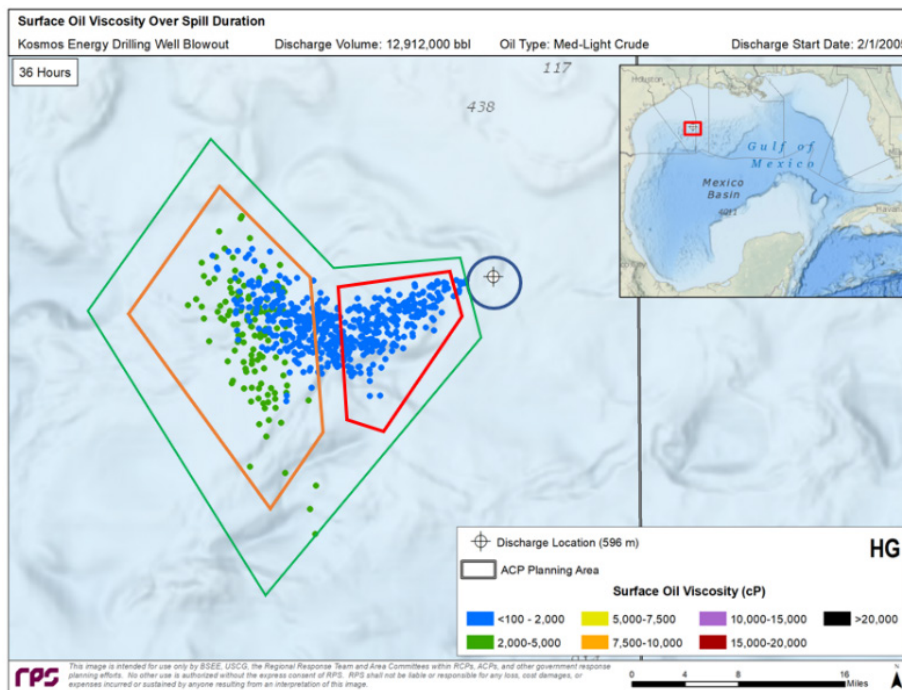 Surface Oil Viscosity Over Spill Duration
Kosmos Energy Drilling Well Blowout Discharge Volume: 12,912,000 bbl Oil Type: Med-Light Crude Discharge Start Date: 2/1/2005
36 Hours
117
438
Houston
Gulf of
Mexico
Mexico
Basin
Discharge Location (596 m)
HG
ACP Planning Area
Surface Oil Viscosity (cP)
<100 - 2,000 5,000-7,500 10,000-15,000 >20,000
2,000-5,000 7,500-10,000 15,000-20,000
rps
This image is intended for use only by BSEE, USCG, the Regional Response Team and Area Committees within RCPs, ACPs, and other government response
planning efforts. No other use is authorized without the express consent of RPS. RPS shall not be liable or responsible for any loss, cost damages, or
expenses incurred or sustained by anyone resulting from an interpretation of this image.
0 4 8 16
Miles
N